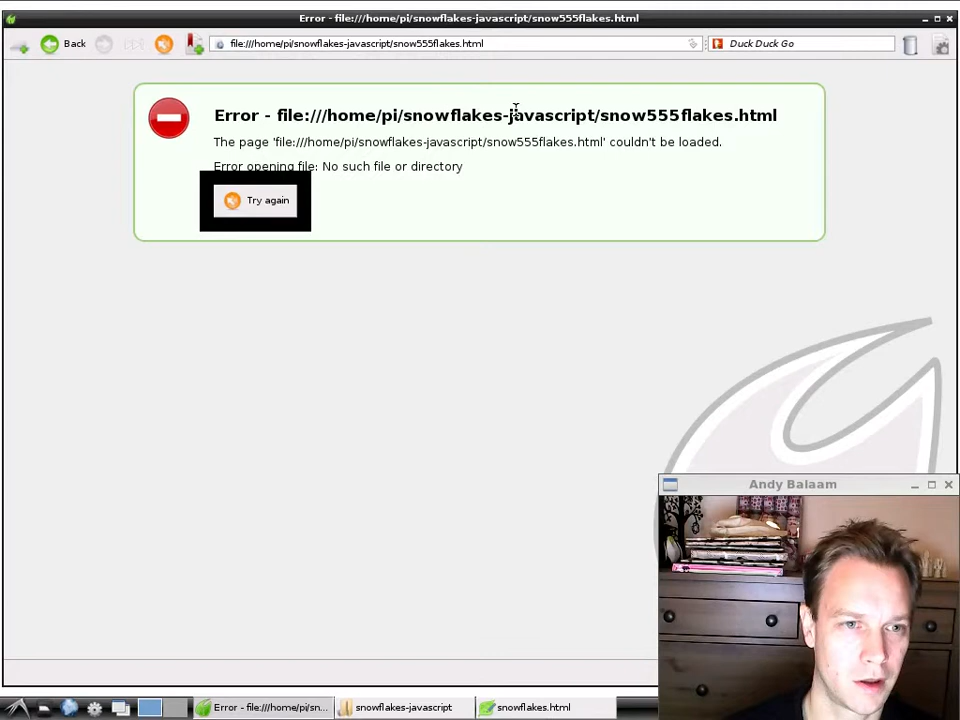 Error - file:///home/pi/snowflakes-javascript/snow555flakes.html
Back
file:///home/pi/snowflakes-javascript/snow555flakes.html
Duck Duck Go
Error - file:///home/pi/snowflakes-javascript/snow555flakes.html
The page 'file:///home/pi/snowflakes-javascript/snow555flakes.html' couldn't be loaded.
Error opening file: No such file or directory
Try again
Andy Balaam
Error - file:///home/pi/sn...
snowflakes-javascript
snowflakes.html